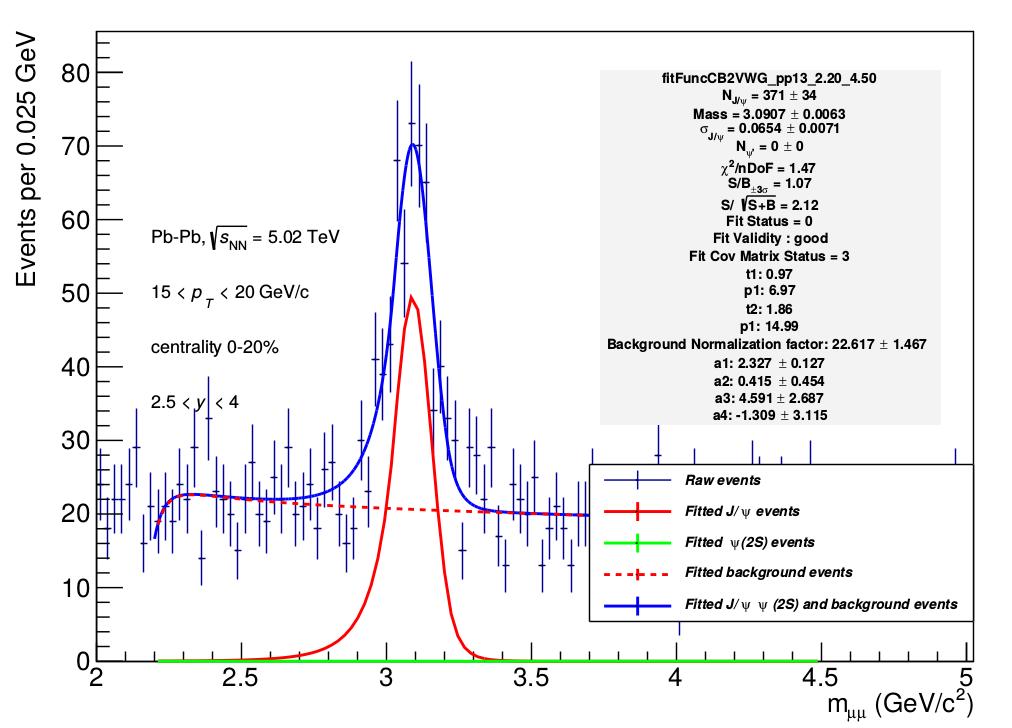 Events per 0.025 GeV
80
70
60
50
40
30
20
10
0
2
2.5
3
3.5
4
4.5
5
m_μμ (GeV/c²)
Pb-Pb, √s_NN = 5.02 TeV
15 < p_T < 20 GeV/c
centrality 0-20%
2.5 < y < 4
fitFuncCB2VWG_pp13_2.20_4.50
N_J/ψ = 371 ± 34
Mass = 3.0907 ± 0.0063
σ_J/ψ = 0.0654 ± 0.0071
N_ψ' = 0 ± 0
χ²/nDoF = 1.47
S/B_±3σ = 1.07
S/ √S+B = 2.12
Fit Status = 0
Fit Validity : good
Fit Cov Matrix Status = 3
t1: 0.97
p1: 6.97
t2: 1.86
p1: 14.99
Background Normalization factor: 22.617 ± 1.467
a1: 2.327 ± 0.127
a2: 0.415 ± 0.454
a3: 4.591 ± 2.687
a4: -1.309 ± 3.115
Raw events
Fitted J/ψ events
Fitted ψ(2S) events
Fitted background events
Fitted J/ψ ψ (2S) and background events